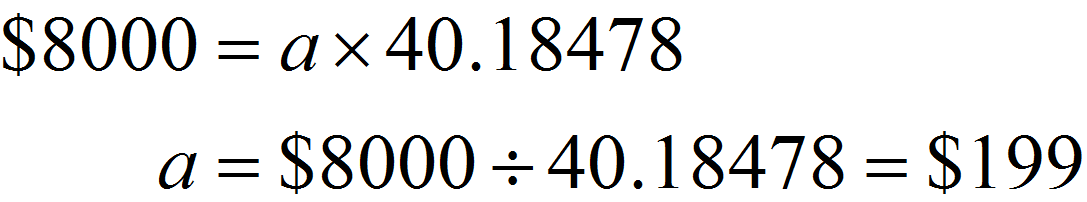 $8000 = a × 40.18478
a = $8000 ÷ 40.18478 = $199